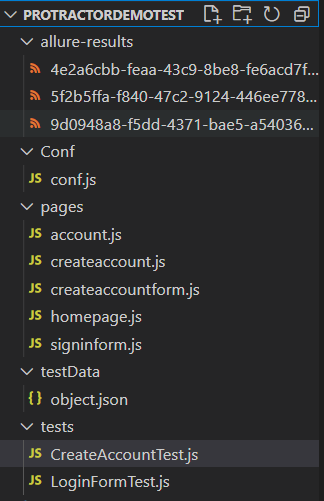 PROTRACTORDEMOTEST
allure-results
4e2a6cbb-feaa-43c9-8be8-fe6acd7f...
5f2b5ffa-f840-47c2-9124-446ee778...
9d0948a8-f5dd-4371-bae5-a54036...
Conf
JS conf.js
pages
JS account.js
JS createaccount.js
JS createaccountform.js
JS homepage.js
JS signinform.js
testData
{ } object.json
tests
JS CreateAccountTest.js
JS LoginFormTest.js